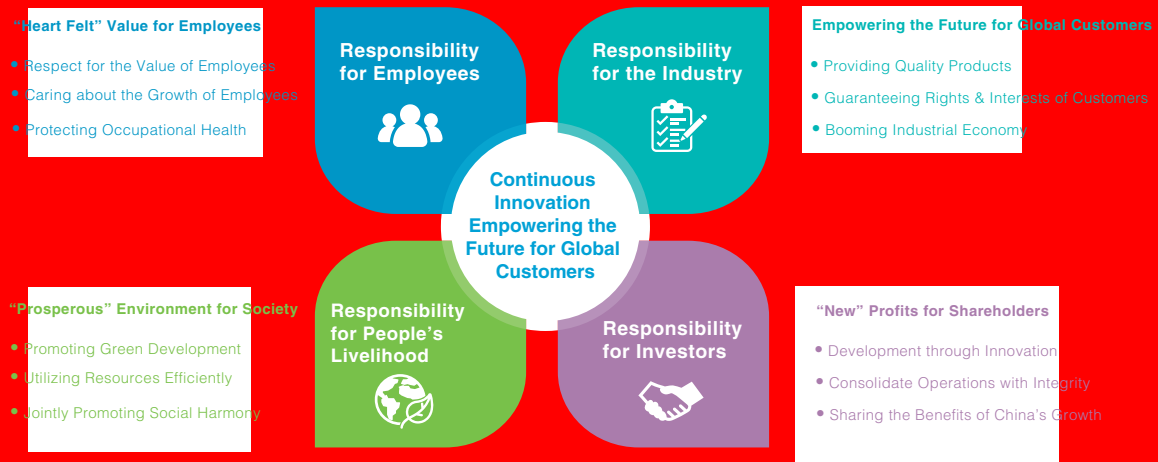 “Heart Felt” Value for Employees
• Respect for the Value of Employees
• Caring about the Growth of Employees
• Protecting Occupational Health
Responsibility
for Employees
Responsibility
for the Industry
Empowering the Future for Global Customers
• Providing Quality Products
• Guaranteeing Rights & Interests of Customers
• Booming Industrial Economy
Continuous
Innovation
Empowering the
Future for Global
Customers
“Prosperous” Environment for Society
• Promoting Green Development
• Utilizing Resources Efficiently
• Jointly Promoting Social Harmony
Responsibility
for People’s
Livelihood
Responsibility
for Investors
“New” Profits for Shareholders
• Development through Innovation
• Consolidate Operations with Integrity
• Sharing the Benefits of China’s Growth